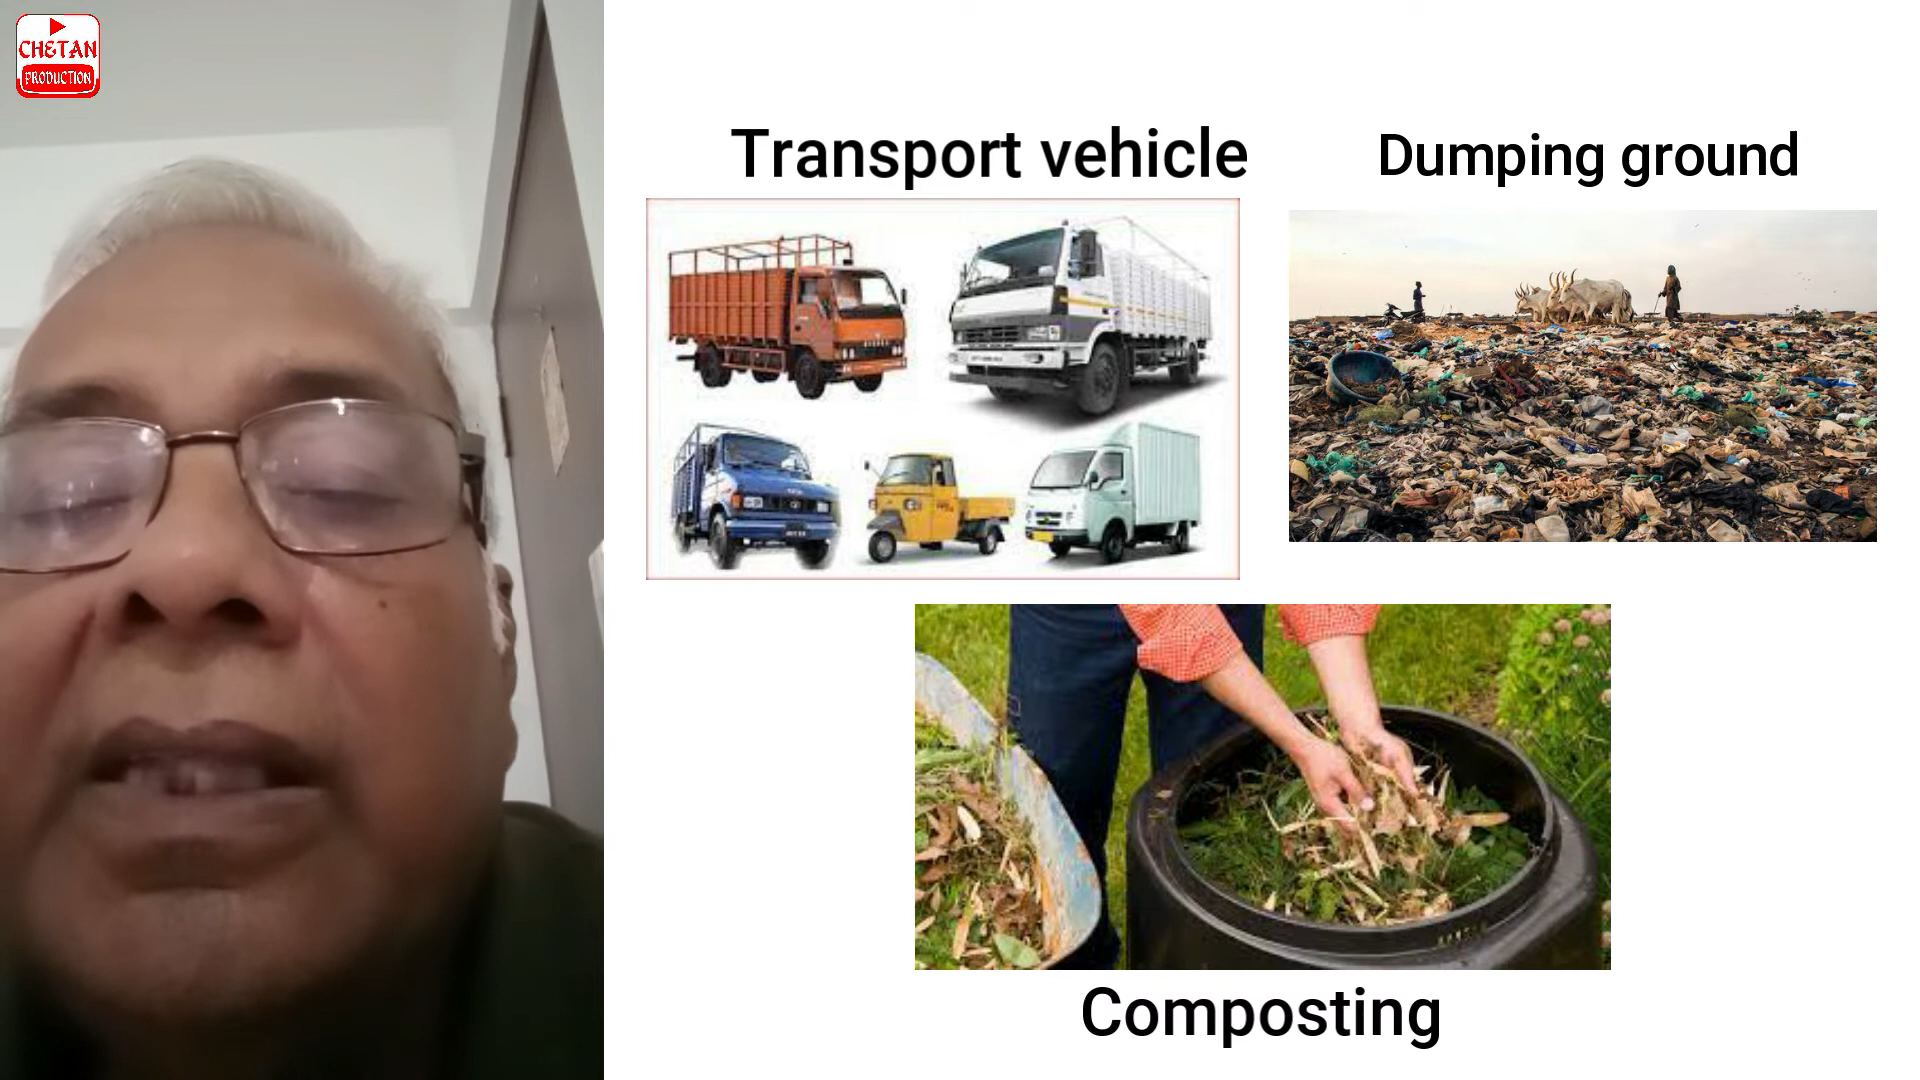 CHETAN
PRODUCTION
Transport vehicle
Dumping ground
Composting